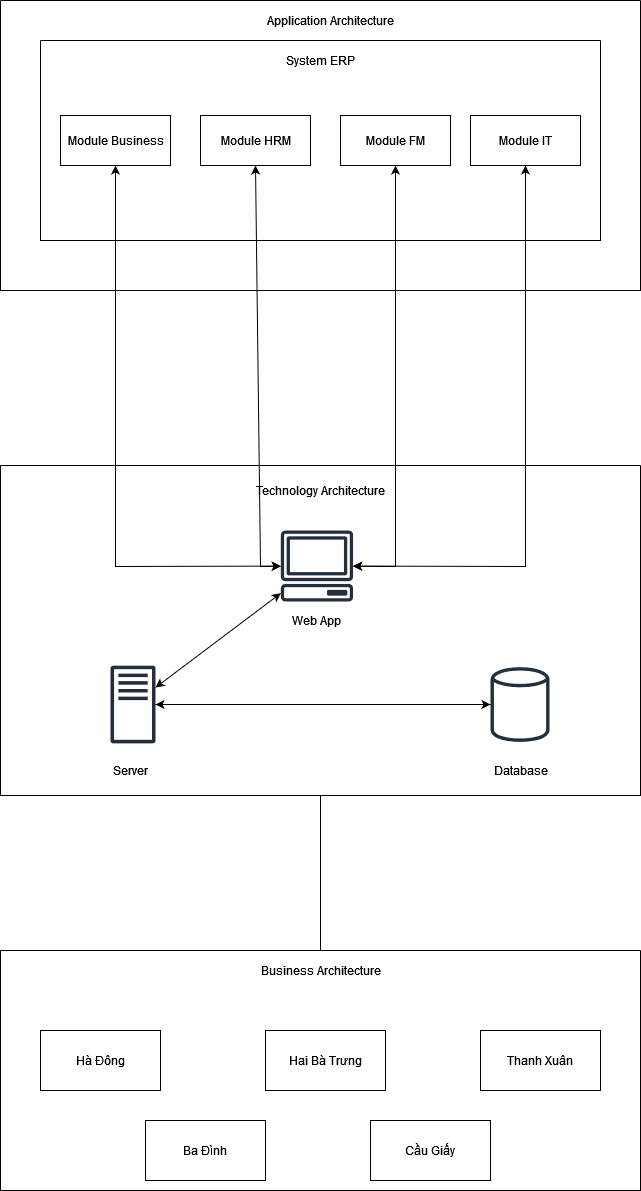 Application Architecture
System ERP
Module Business
Module HRM
Module FM
Module IT
Technology Architecture
Web App
Server
Database
Business Architecture
Hà Đông
Hai Bà Trưng
Thanh Xuân
Ba Đình
Cầu Giấy